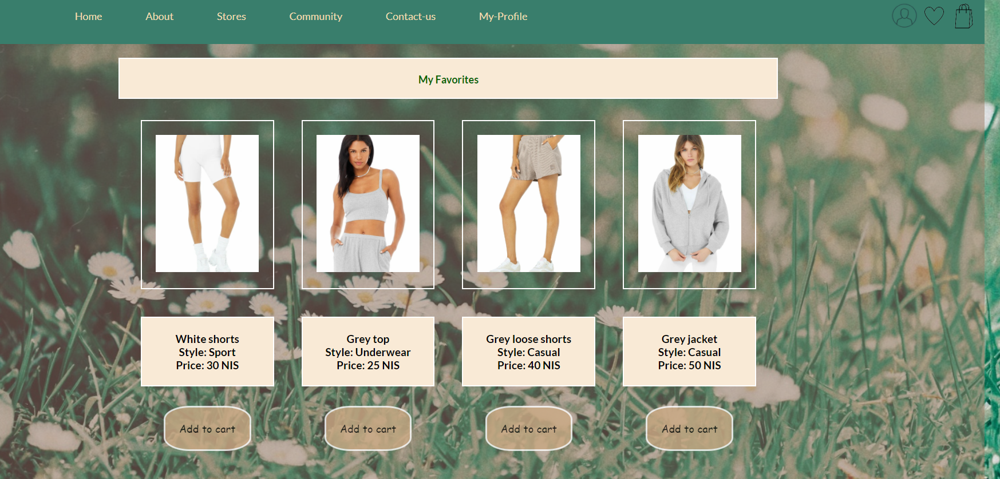 Home About Stores Community Contact-us My-Profile
My Favorites
White shorts
Style: Sport
Price: 30 NIS
Grey top
Style: Underwear
Price: 25 NIS
Grey loose shorts
Style: Casual
Price: 40 NIS
Grey jacket
Style: Casual
Price: 50 NIS
Add to cart
Add to cart
Add to cart
Add to cart